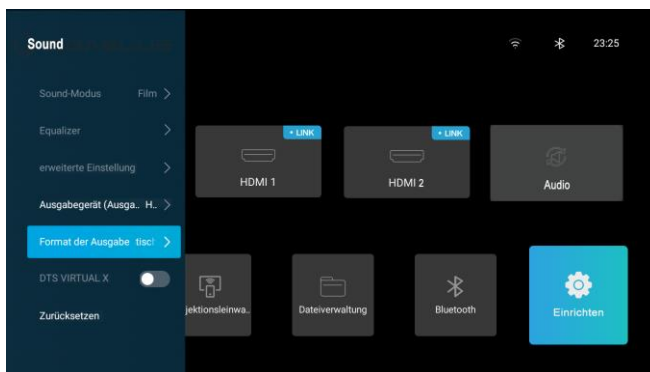 Sound
23:25
Sound-Modus Film
Equalizer
erweiterte Einstellung
Ausgabegerät (Ausga.. H..
Format der Ausgabe tisch
DTS VIRTUAL X
Zurücksetzen
• LINK
HDMI 1
• LINK
HDMI 2
Audio
jektionsleinwa..
Dateiverwaltung
Bluetooth
Einrichten